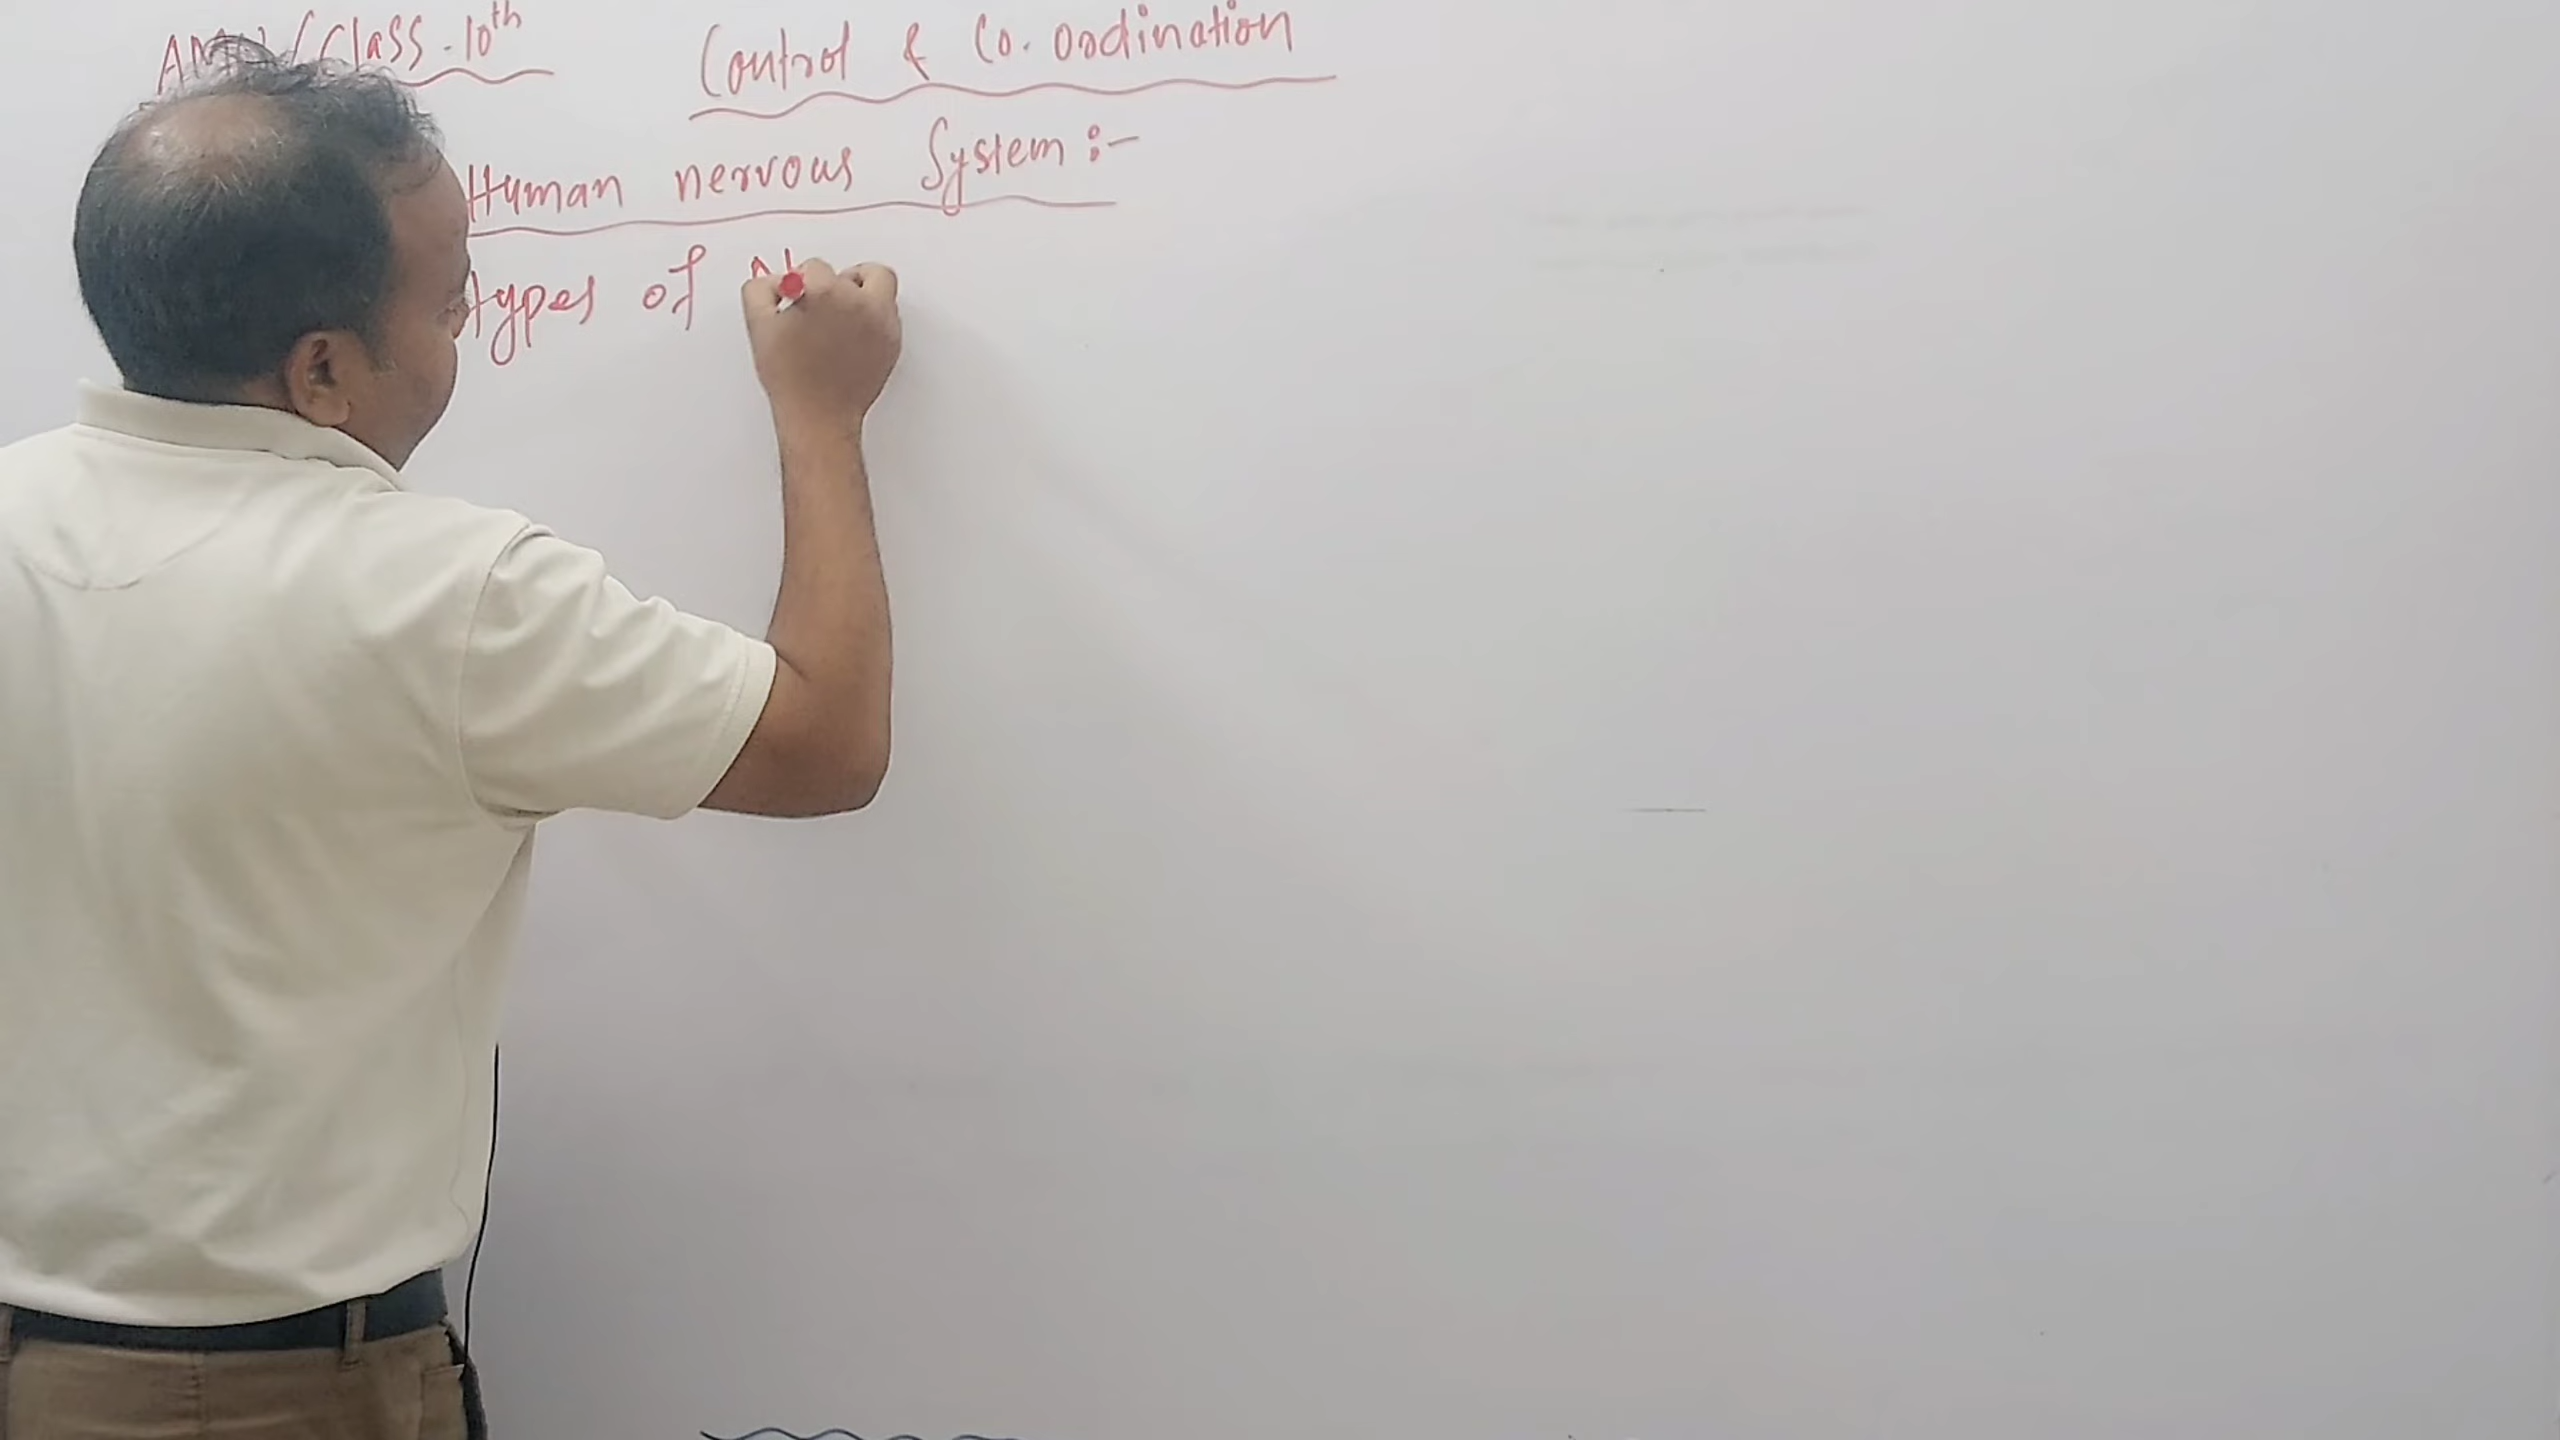 Class-10th Control & Co. ordination
Human nervous System :-
types of